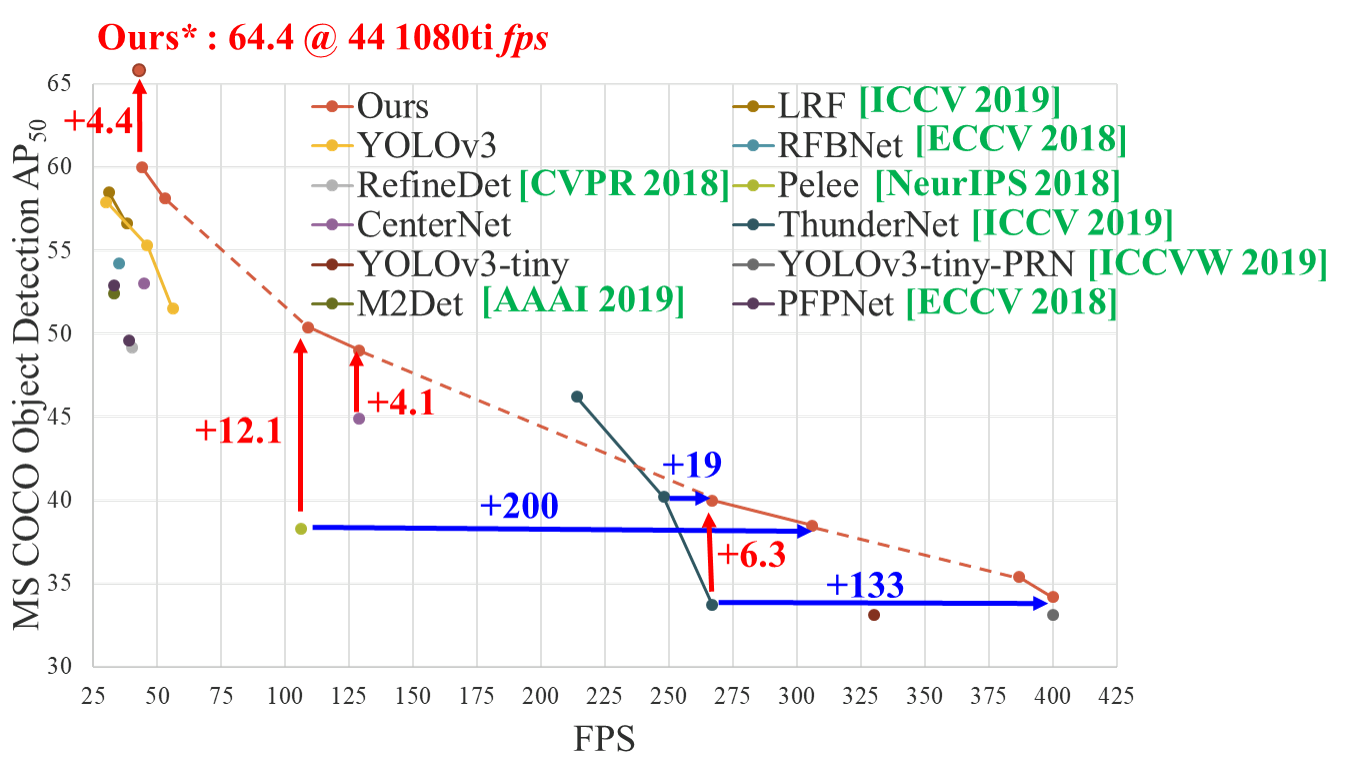 Ours* : 64.4 @ 44 1080ti fps
MS COCO Object Detection AP50
65
60
55
50
45
40
35
30
+4.4
Ours
YOLOv3
RefineDet [CVPR 2018]
CenterNet
YOLOv3-tiny
M2Det [AAAI 2019]
LRF [ICCV 2019]
RFBNet [ECCV 2018]
Pelee [NeurIPS 2018]
ThunderNet [ICCV 2019]
YOLOv3-tiny-PRN [ICCVW 2019]
PFPNet [ECCV 2018]
+12.1
+4.1
+19
+200
+6.3
+133
25 50 75 100 125 150 175 200 225 250 275 300 325 350 375 400 425
FPS